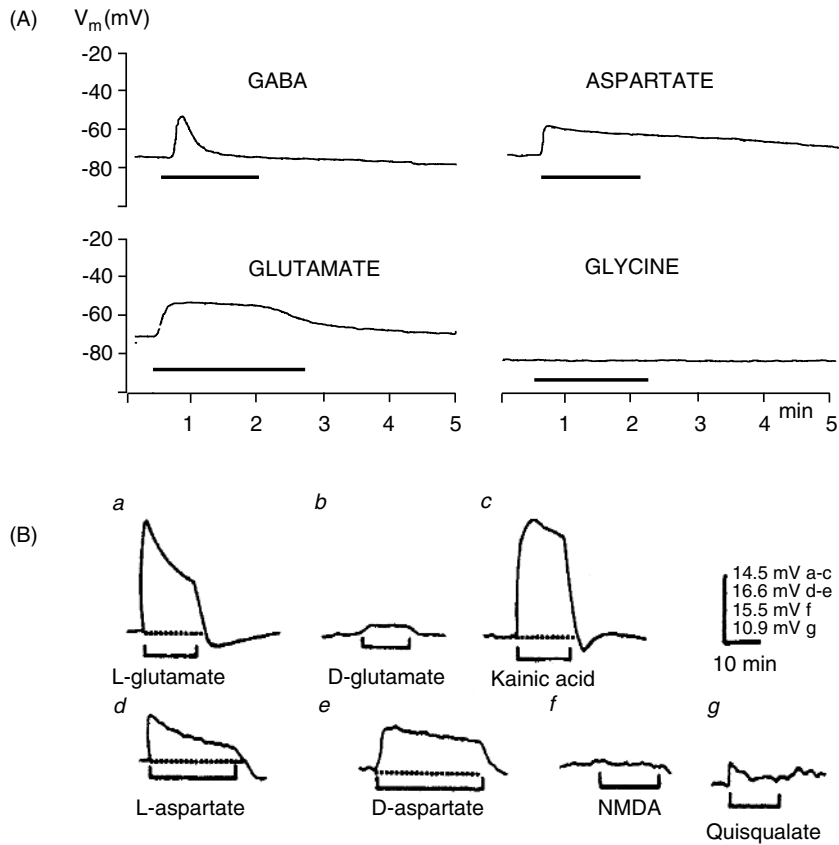 (A) Vm(mV)
-20
-40
-60
-80
GABA
ASPARTATE
-20
-40
-60
-80
GLUTAMATE
GLYCINE
1 2 3 4 5
1 2 3 4 5
min
(B)
a b c
L-glutamate D-glutamate Kainic acid
14.5 mV a-c
16.6 mV d-e
15.5 mV f
10.9 mV g
10 min
d e f g
L-aspartate D-aspartate NMDA Quisqualate